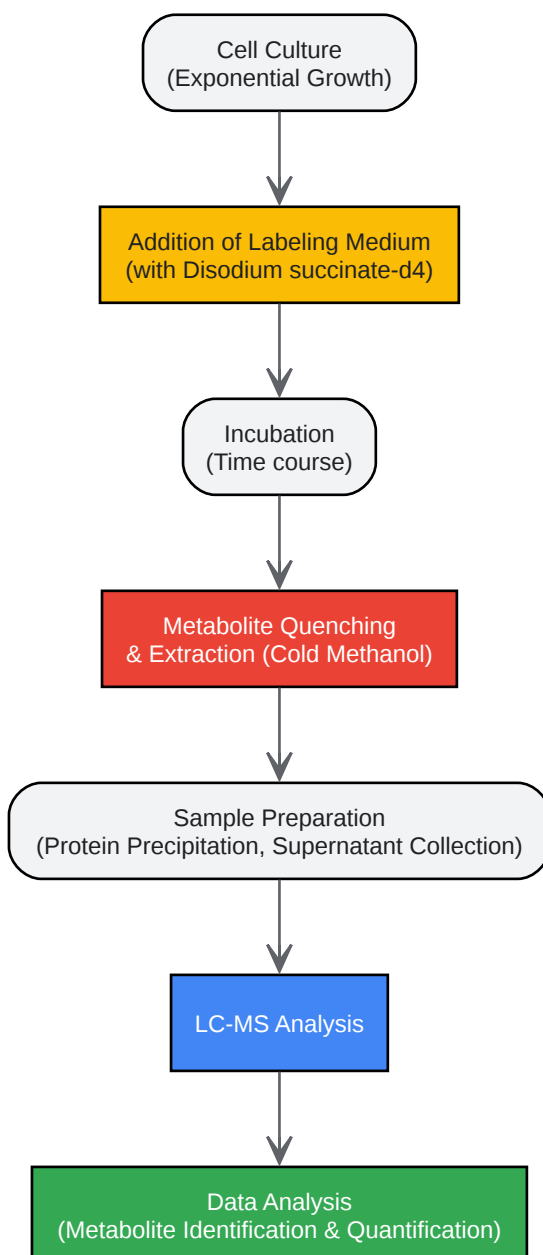 Cell Culture
(Exponential Growth)
Addition of Labeling Medium
(with Disodium succinate-d4)
Incubation
(Time course)
Metabolite Quenching
& Extraction (Cold Methanol)
Sample Preparation
(Protein Precipitation, Supernatant Collection)
LC-MS Analysis
Data Analysis
(Metabolite Identification & Quantification)